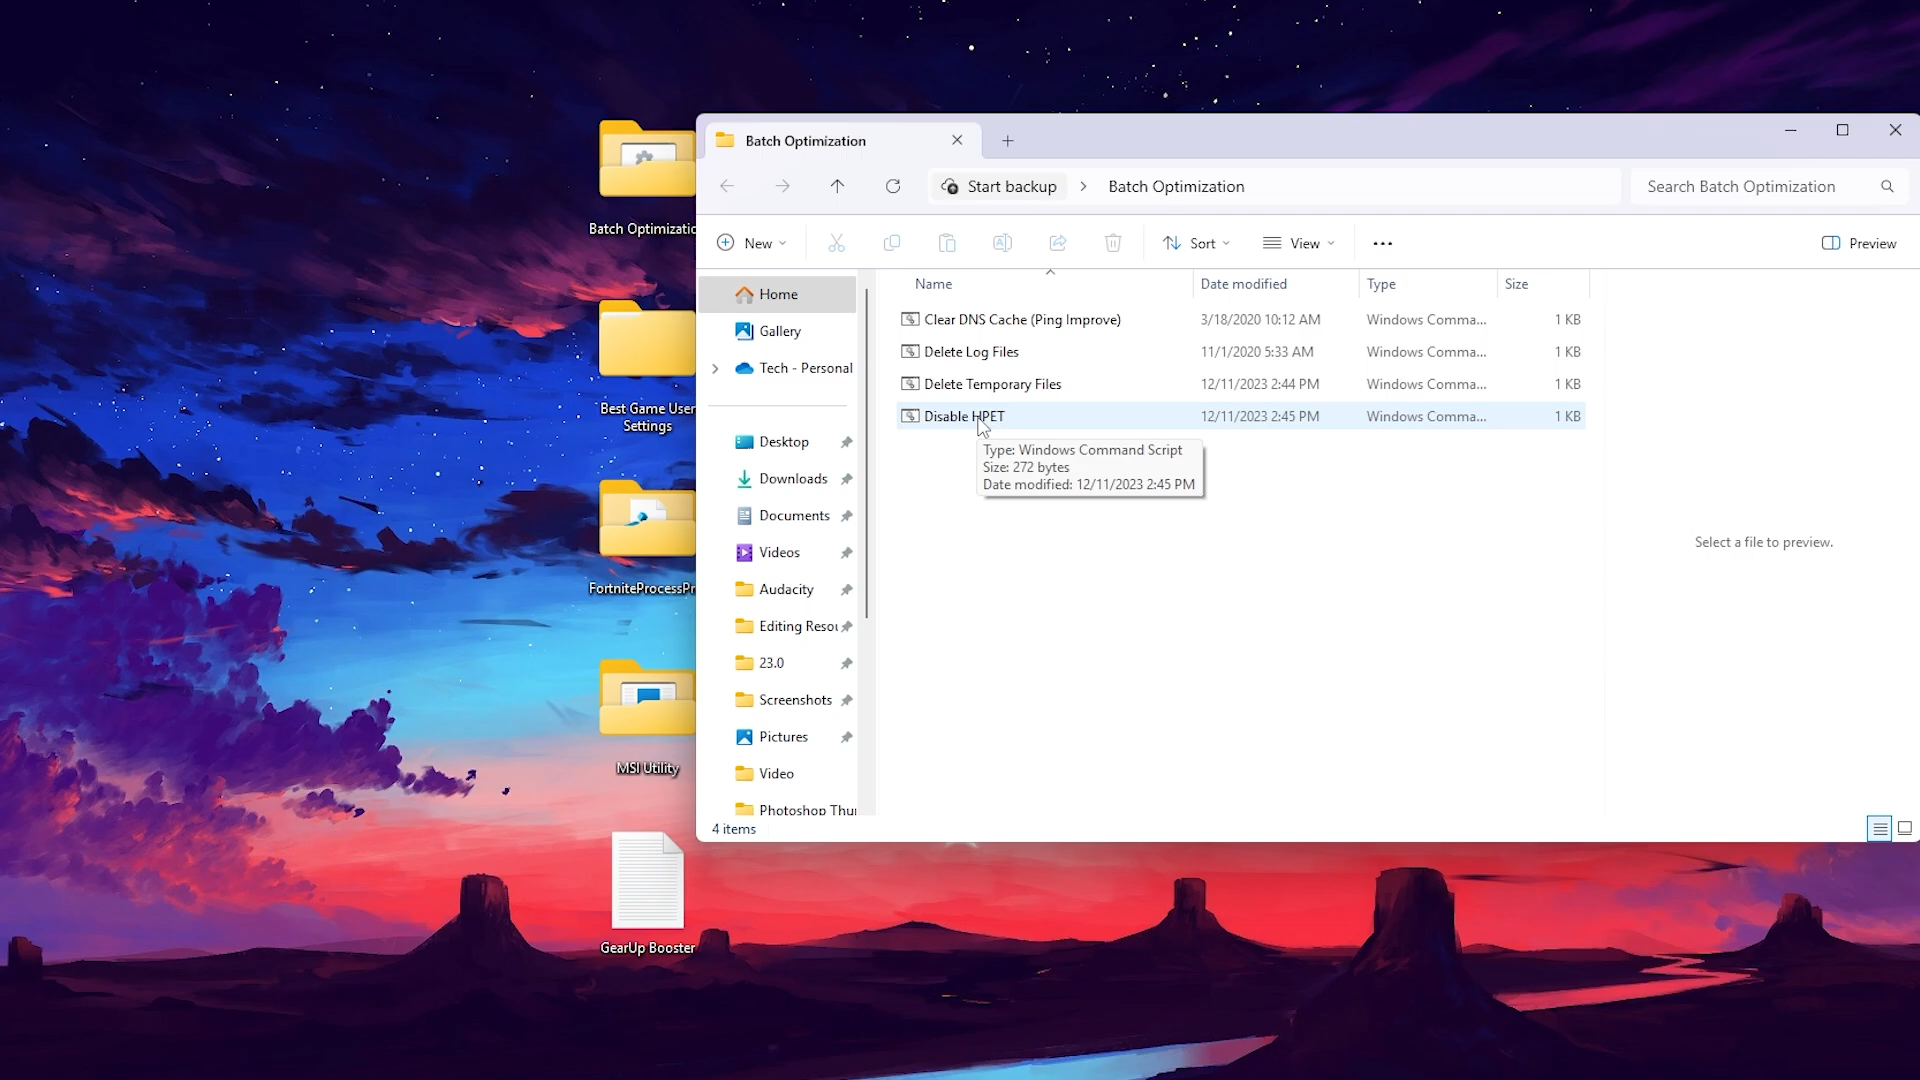 Batch Optimization
Start backup
Batch Optimization
Search Batch Optimization
New
Sort
View
Preview
Home
Gallery
Tech - Personal
Desktop
Downloads
Documents
Videos
Audacity
Editing Resou
23.0
Screenshots
Pictures
Video
Photoshop Thu
4 items
Name Date modified Type Size
Clear DNS Cache (Ping Improve) 3/18/2020 10:12 AM Windows Comma... 1 KB
Delete Log Files 11/1/2020 5:33 AM Windows Comma... 1 KB
Delete Temporary Files 12/11/2023 2:44 PM Windows Comma... 1 KB
Disable HPET 12/11/2023 2:45 PM Windows Comma... 1 KB
Type: Windows Command Script
Size: 272 bytes
Date modified: 12/11/2023 2:45 PM
Select a file to preview.
Batch Optimizatio
Best Game User
Settings
FortniteProcessPr
MSI Utility
GearUp Booster